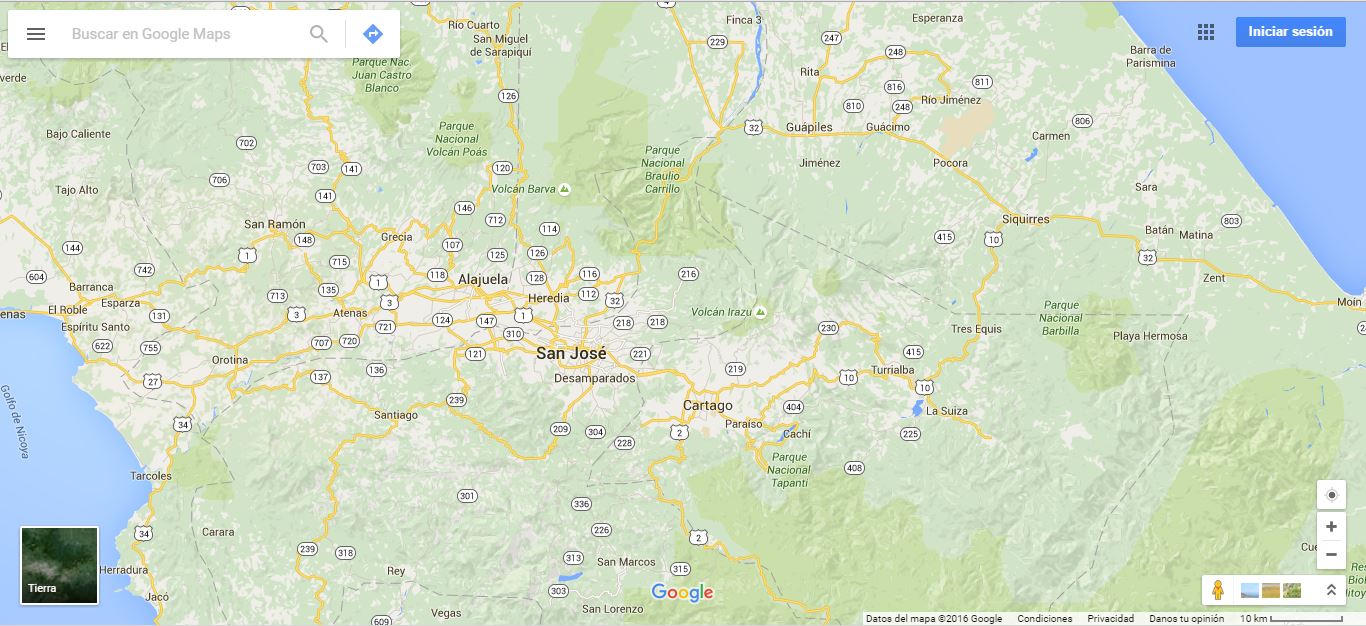 Buscar en Google Maps
Iniciar sesión
Río Cuarto
San Miguel
de Sarapiquí
Finca 3
Esperanza
4
229
247
248
Barra de
Parismina
Parque Nac.
Juan Castro
Blanco
verde
Rita
816
811
126
810
248
Río Jiménez
Bajo Caliente
702
Parque
Nacional
Volcán Poás
32
Guápiles
Guácimo
806
Carmen
703
141
120
Parque
Nacional
Braulio
Carrillo
Jiménez
Pocora
Tajo Alto
706
141
Volcán Barva
Sara
146
712
San Ramón
148
Grecia
114
Siquirres
803
Batán
Matina
144
1
107
125
126
415
10
32
604
742
715
118
Alajuela
128
116
216
Zent
Barranca
1
135
El Roble
Esparza
713
3
Heredia
112
32
Moín
enas
131
3
Atenas
124
147
1
218
218
Volcán Irazu
Parque
Nacional
Barbilla
Espíritu Santo
721
310
230
Tres Equis
Playa Hermosa
622
755
707
720
121
San José
221
415
Orotina
136
219
Turrialba
27
137
Desamparados
10
10
239
Cartago
404
La Suiza
Santiago
34
209
304
228
2
Paraíso
Cachí
225
Golfo de Nicoya
Parque
Nacional
Tapantí
408
Tarcoles
301
336
34
Carara
226
2
239
318
313
San Marcos
315
Tierra
Herradura
Rey
303
Google
Jacó
Vegas
San Lorenzo
609
Datos del mapa ©2016 Google
Condiciones
Privacidad
Danos tu opinión
10 km